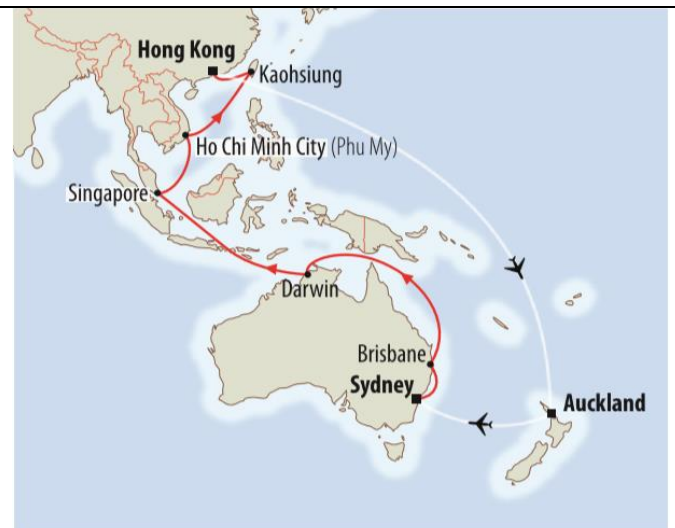 Hong Kong
Kaohsiung
Ho Chi Minh City (Phu My)
Singapore
Darwin
Brisbane
Sydney
Auckland